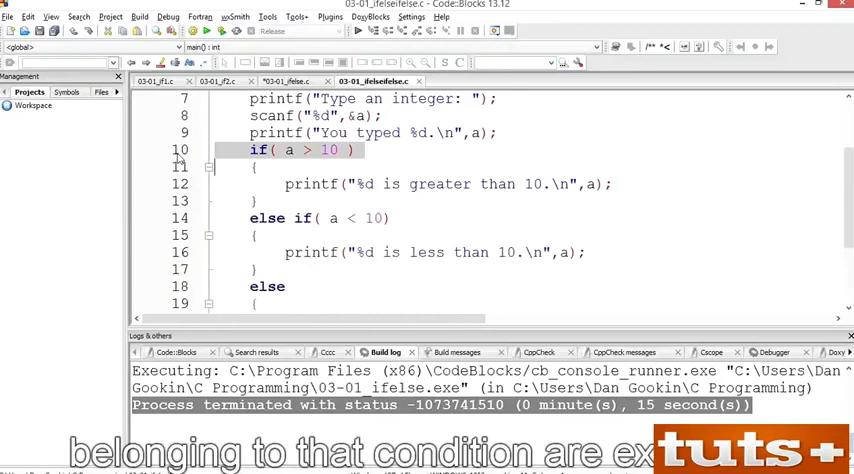 03-01_ifelseifelse.c - Code::Blocks 13.12
File Edit View Search Project Build Debug Fortran wxSmith Tools Tools+ Plugins DoxyBlocks Settings Help
Release
<global> main() : int
Management
03-01_if1.c 03-01_if2.c *03-01_ifelse.c 03-01_ifelseifelse.c
Projects Symbols Files
Workspace
7 printf("Type an integer: ");
8 scanf("%d",&a);
9 printf("You typed %d.\n",a);
10 if( a > 10 )
11 {
12 printf("%d is greater than 10.\n",a);
13 }
14 else if( a < 10)
15 {
16 printf("%d is less than 10.\n",a);
17 }
18 else
19 {
Logs & others
Code::Blocks Search results Cccc Build log Build messages CppCheck CppCheck messages Cscope Debugger Doxy
Executing: C:\Program Files (x86)\CodeBlocks/cb_console_runner.exe "C:\Users\Dan
Gookin\C Programming\03-01_ifelse.exe" (in C:\Users\Dan Gookin\C Programming)
Process terminated with status -1073741510 (0 minute(s), 15 second(s))
belonging to that condition are ex
tuts+